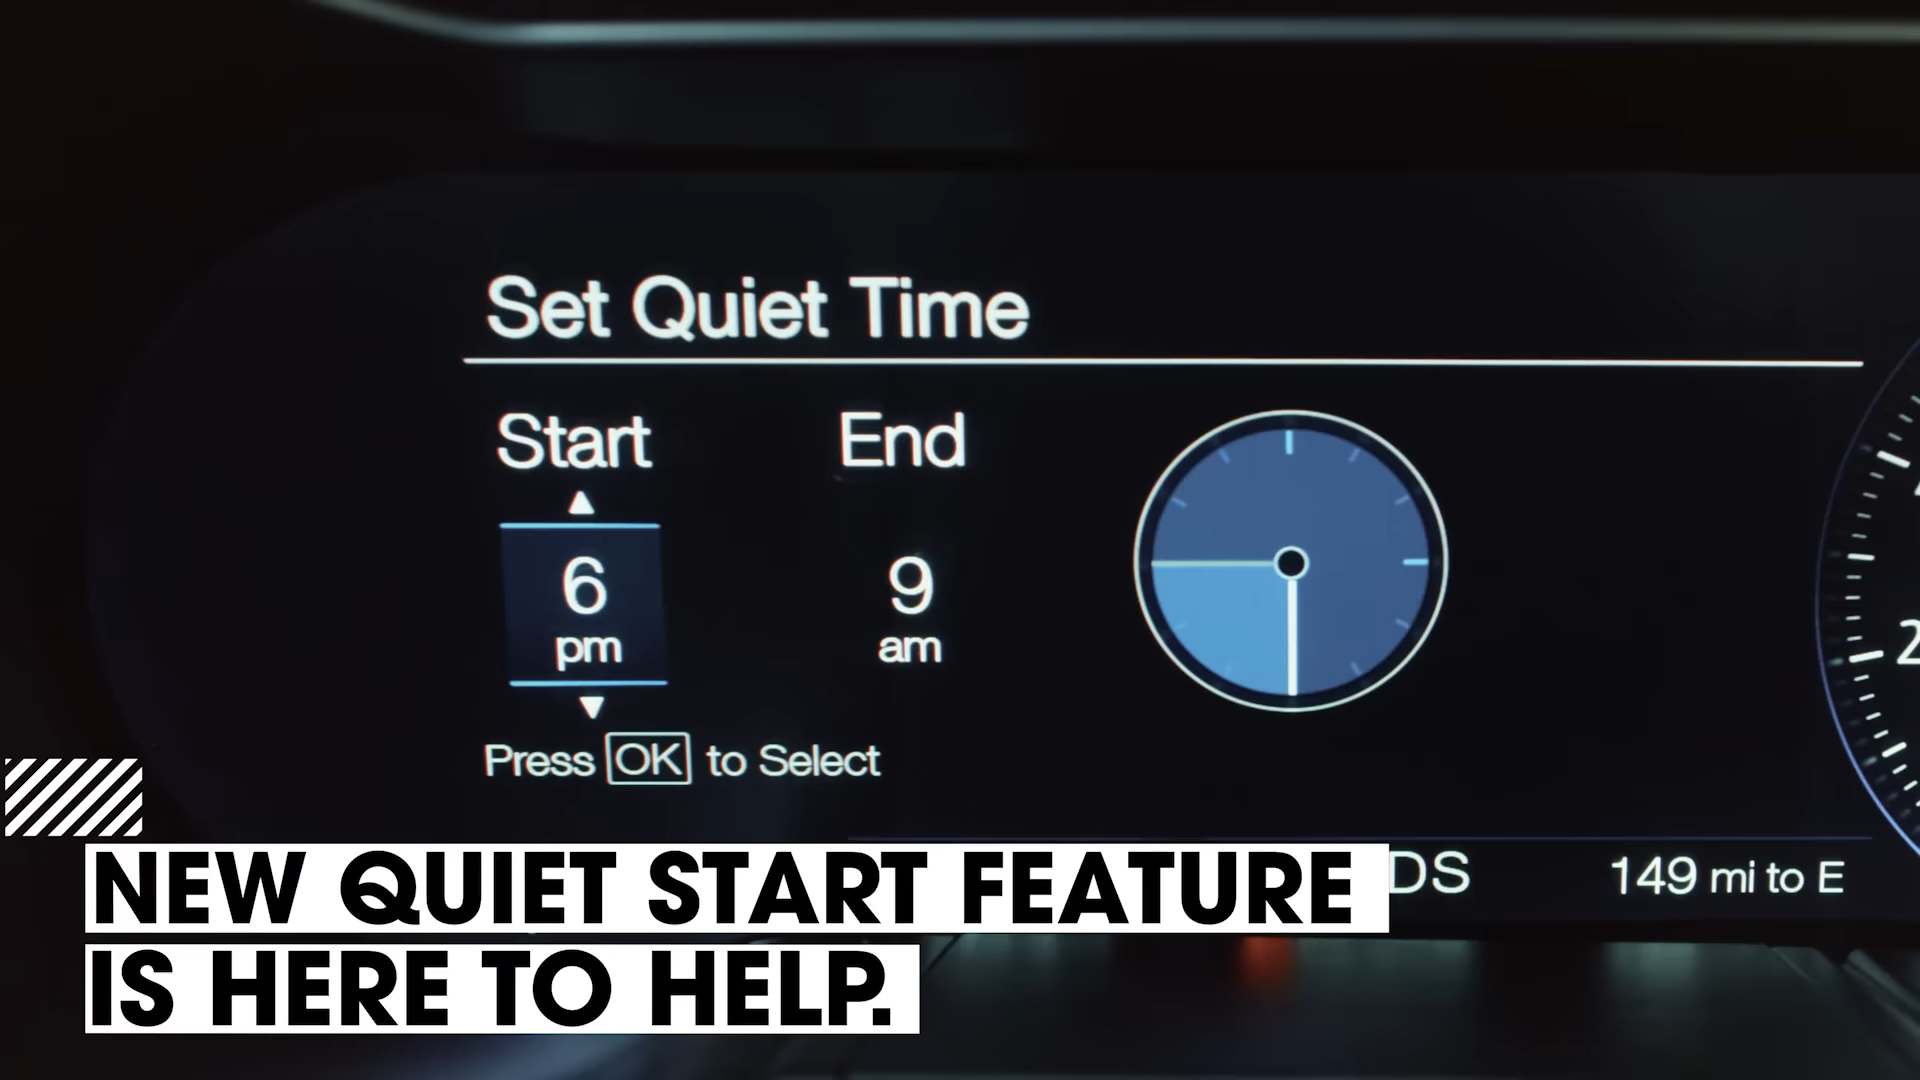 Set Quiet Time
Start End
6 9
pm am
Press OK to Select
149 mi to E
NEW QUIET START FEATURE
IS HERE TO HELP.